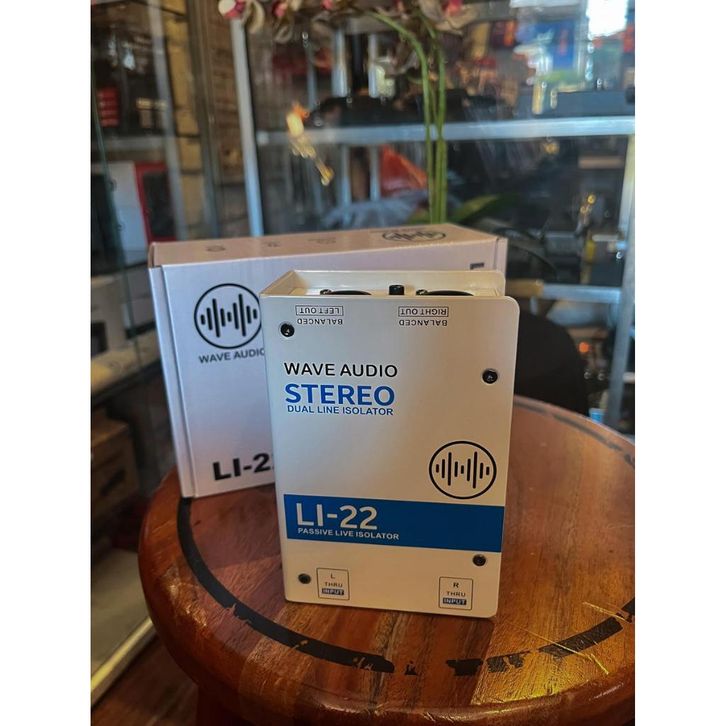 WAVE AUDIO
LI-2
BALANCED
LEFT OUT
BALANCED
RIGHT OUT
WAVE AUDIO
STEREO
DUAL LINE ISOLATOR
LI-22
PASSIVE LIVE ISOLATOR
L
THRU
INPUT
R
THRU
INPUT